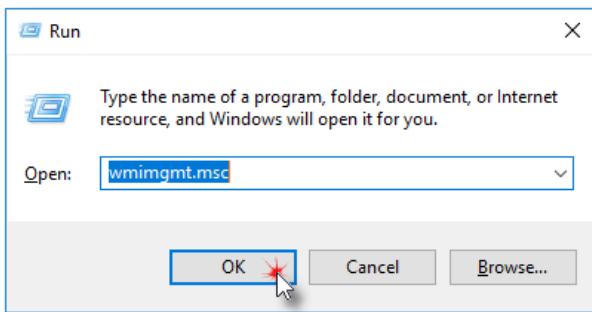 Run
Type the name of a program, folder, document, or Internet
resource, and Windows will open it for you.
Open: wmimgmt.msc
OK Cancel Browse...